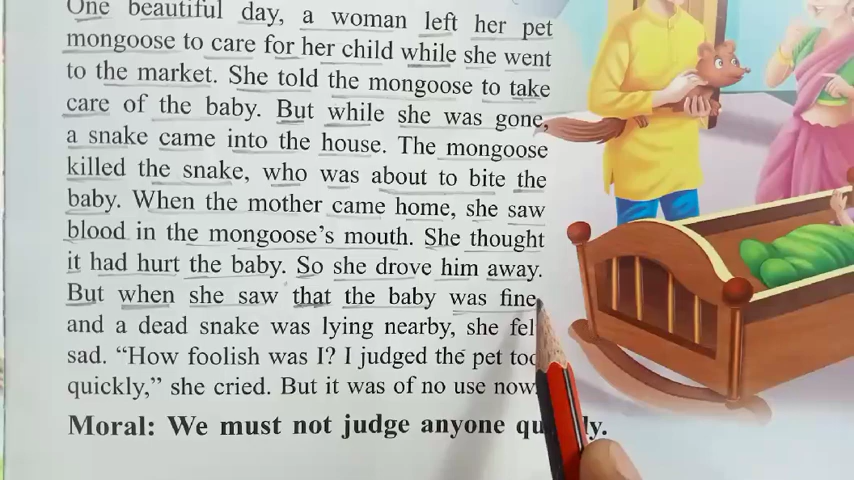 One beautiful day, a woman left her pet
mongoose to care for her child while she went
to the market. She told the mongoose to take
care of the baby. But while she was gone,
a snake came into the house. The mongoose
killed the snake, who was about to bite the
baby. When the mother came home, she saw
blood in the mongoose's mouth. She thought
it had hurt the baby. So she drove him away.
But when she saw that the baby was fine
and a dead snake was lying nearby, she fel
sad. “How foolish was I? I judged the pet too
quickly,” she cried. But it was of no use now.
Moral: We must not judge anyone qu ly.